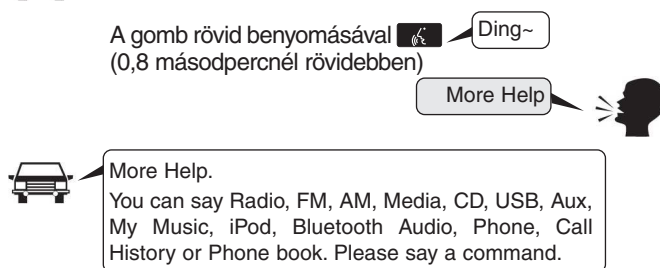 A gomb rövid benyomásával
Ding~
(0,8 másodpercnél rövidebben)
More Help
More Help.
You can say Radio, FM, AM, Media, CD, USB, Aux,
My Music, iPod, Bluetooth Audio, Phone, Call
History or Phone book. Please say a command.